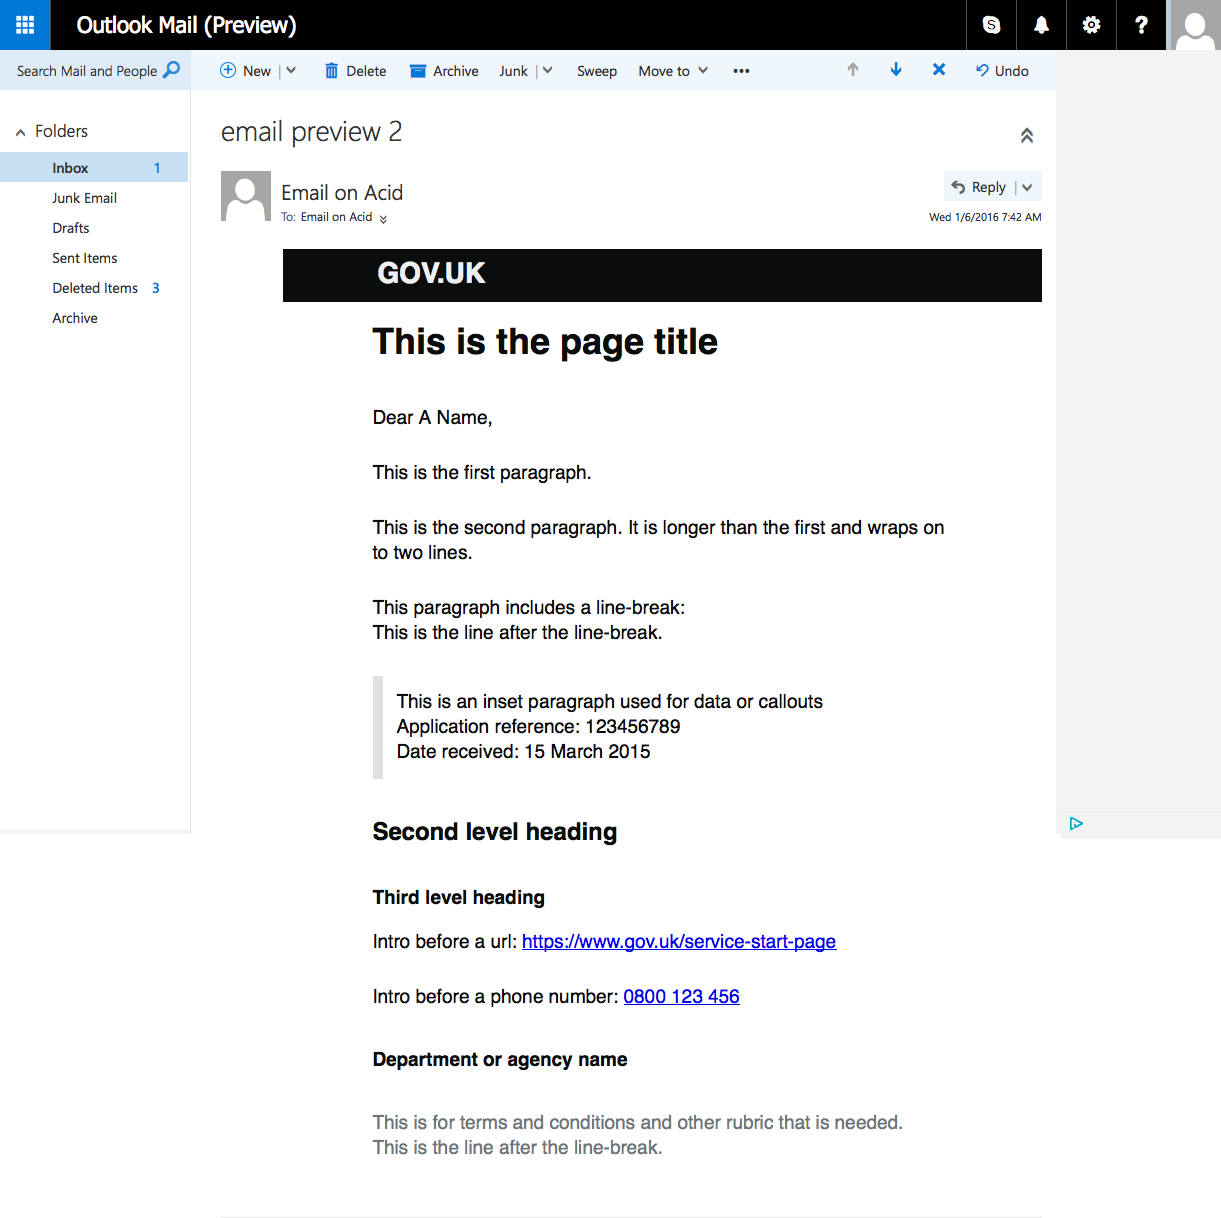 Outlook Mail (Preview)
?
Search Mail and People
New
Delete
Archive
Junk
Sweep
Move to
•••
Undo
Folders
Inbox 1
Junk Email
Drafts
Sent Items
Deleted Items 3
Archive
email preview 2
Email on Acid
To: Email on Acid
Reply
Wed 1/6/2016 7:42 AM
GOV.UK
This is the page title
Dear A Name,
This is the first paragraph.
This is the second paragraph. It is longer than the first and wraps on
to two lines.
This paragraph includes a line-break:
This is the line after the line-break.
This is an inset paragraph used for data or callouts
Application reference: 123456789
Date received: 15 March 2015
Second level heading
Third level heading
Intro before a url: https://www.gov.uk/service-start-page
Intro before a phone number: 0800 123 456
Department or agency name
This is for terms and conditions and other rubric that is needed.
This is the line after the line-break.